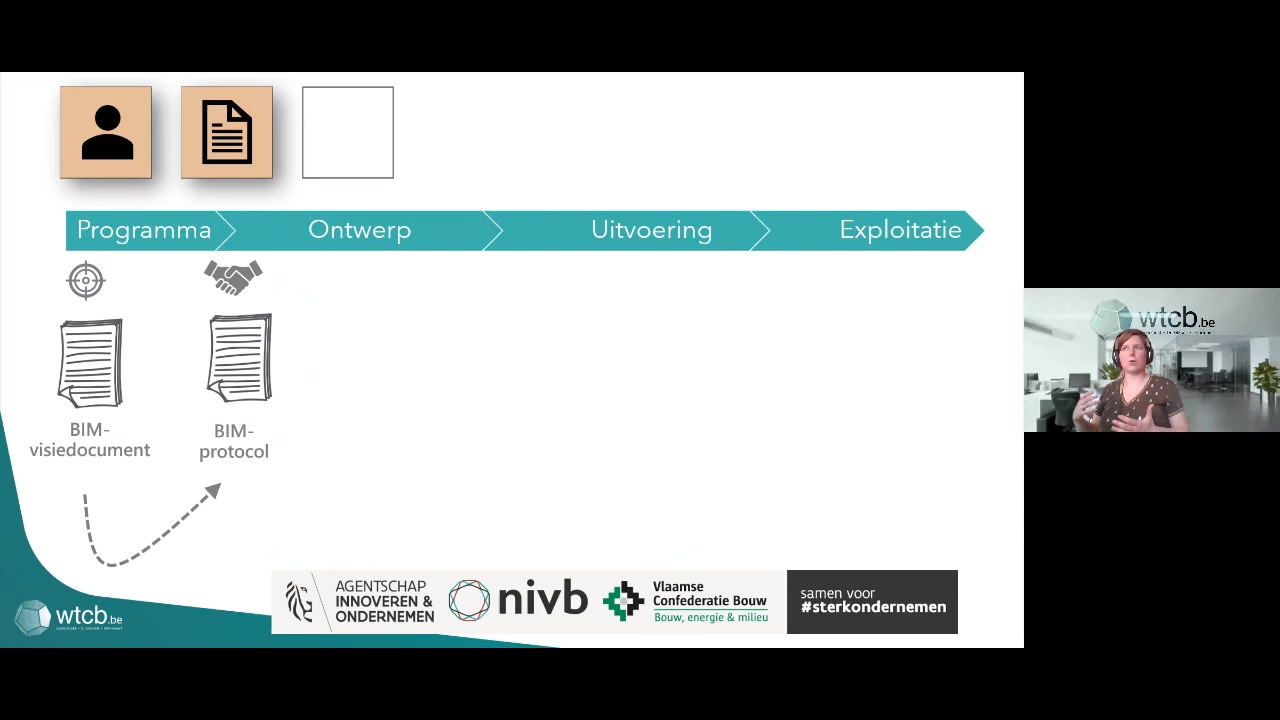 Programma
Ontwerp
Uitvoering
Exploitatie
BIM-
visiedocument
BIM-
protocol
wtcb.be
AGENTSCHAP
INNOVEREN &
ONDERNEMEN
nivb
Vlaamse
Confederatie Bouw
Bouw, energie & milieu
samen voor
#sterkondernemen
wtcb.be